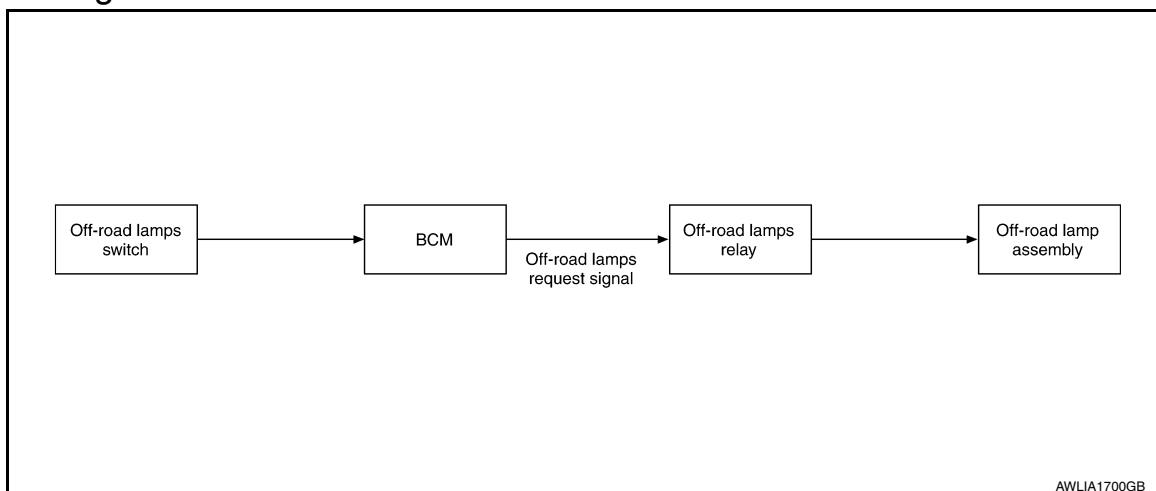 Off-road lamps
switch
BCM
Off-road lamps
request signal
Off-road lamps
relay
Off-road lamp
assembly
AWLIA1700GB